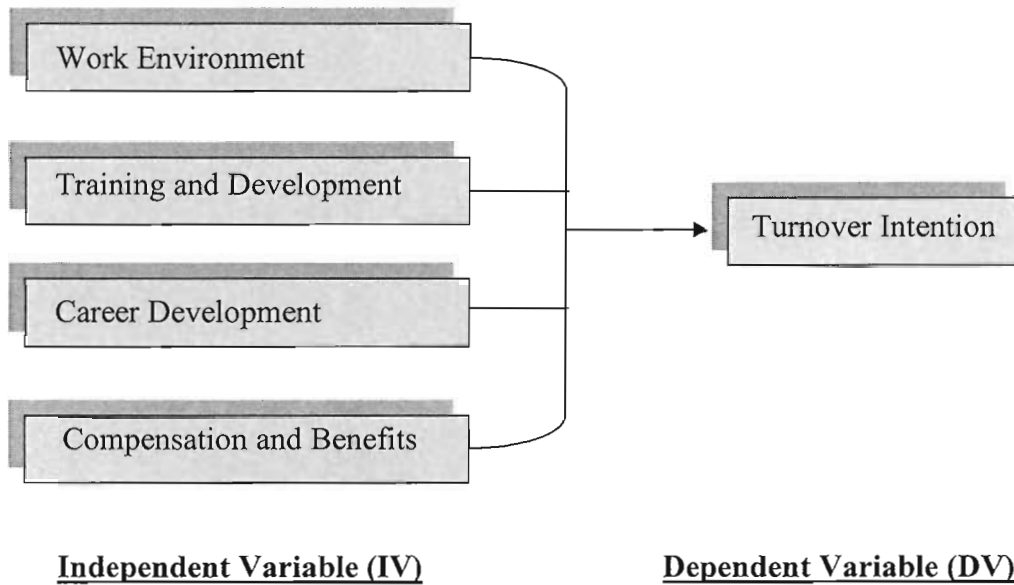 Work Environment
Training and Development
Career Development
Compensation and Benefits
Turnover Intention
Independent Variable (IV)
Dependent Variable (DV)